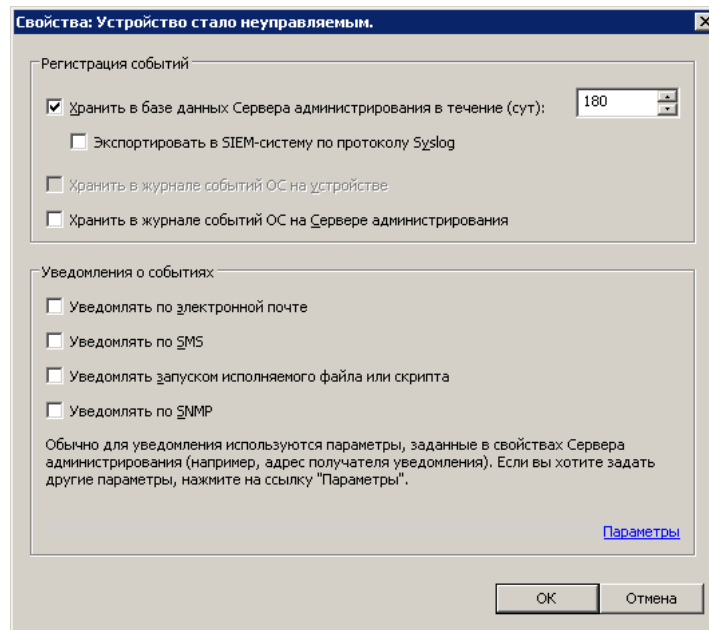 Свойства: Устройство стало неуправляемым.
Регистрация событий
Хранить в базе данных Сервера администрирования в течение (сут): 180
Экспортировать в SIEM-систему по протоколу Syslog
Хранить в журнале событий ОС на устройстве
Хранить в журнале событий ОС на Сервере администрирования
Уведомления о событиях
Уведомлять по электронной почте
Уведомлять по SMS
Уведомлять запуском исполняемого файла или скрипта
Уведомлять по SNMP
Обычно для уведомления используются параметры, заданные в свойствах Сервера
администрирования (например, адрес получателя уведомления). Если вы хотите задать
другие параметры, нажмите на ссылку "Параметры".
Параметры
ОК Отмена